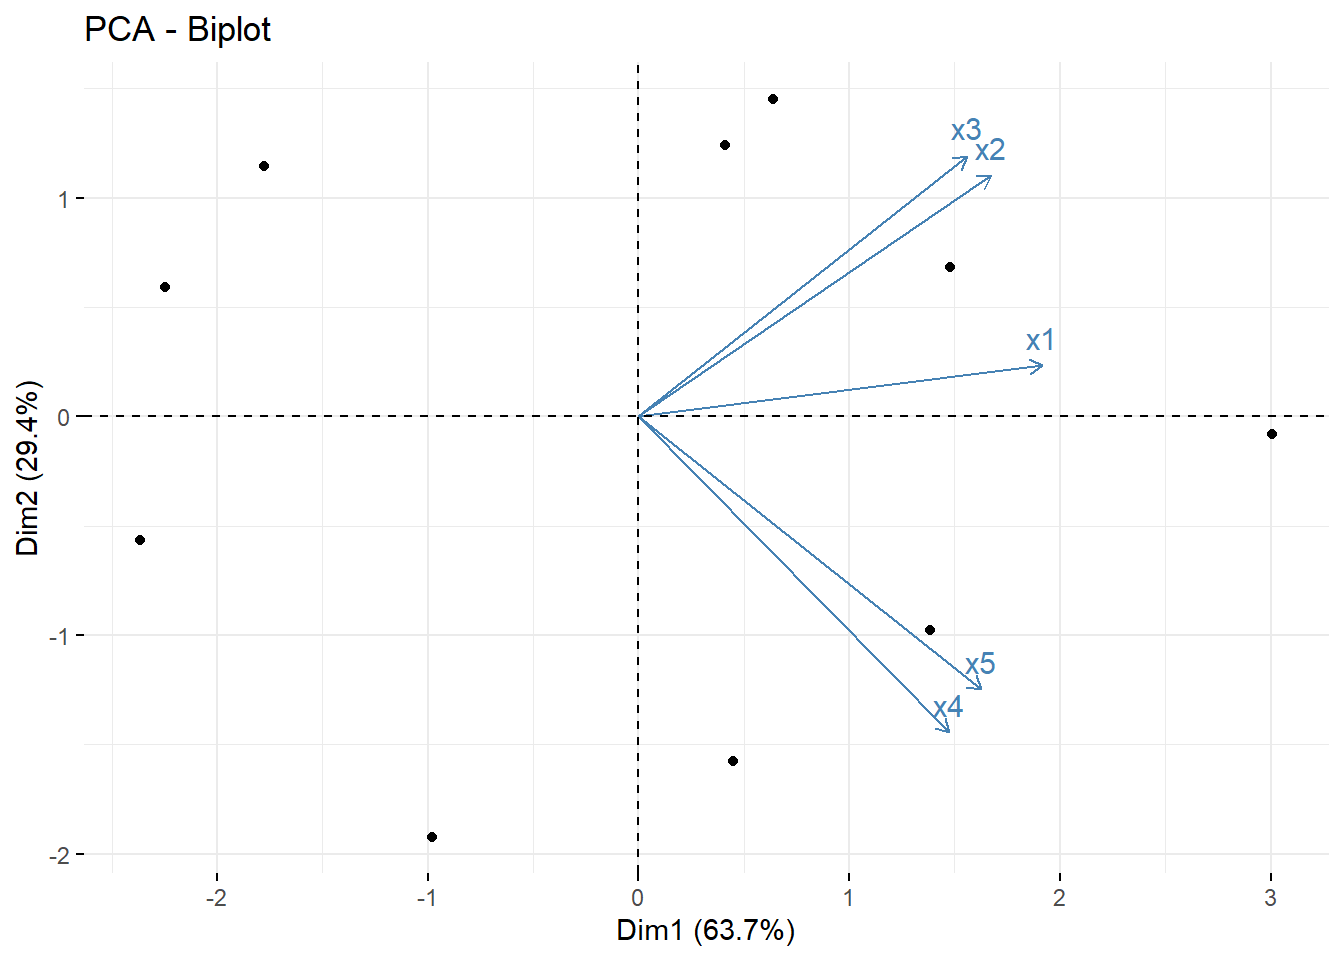 PCA - Biplot
x3
x2
x1
x5
x4
1
0
-1
-2
-2
-1
0
1
2
3
Dim1 (63.7%)
Dim2 (29.4%)